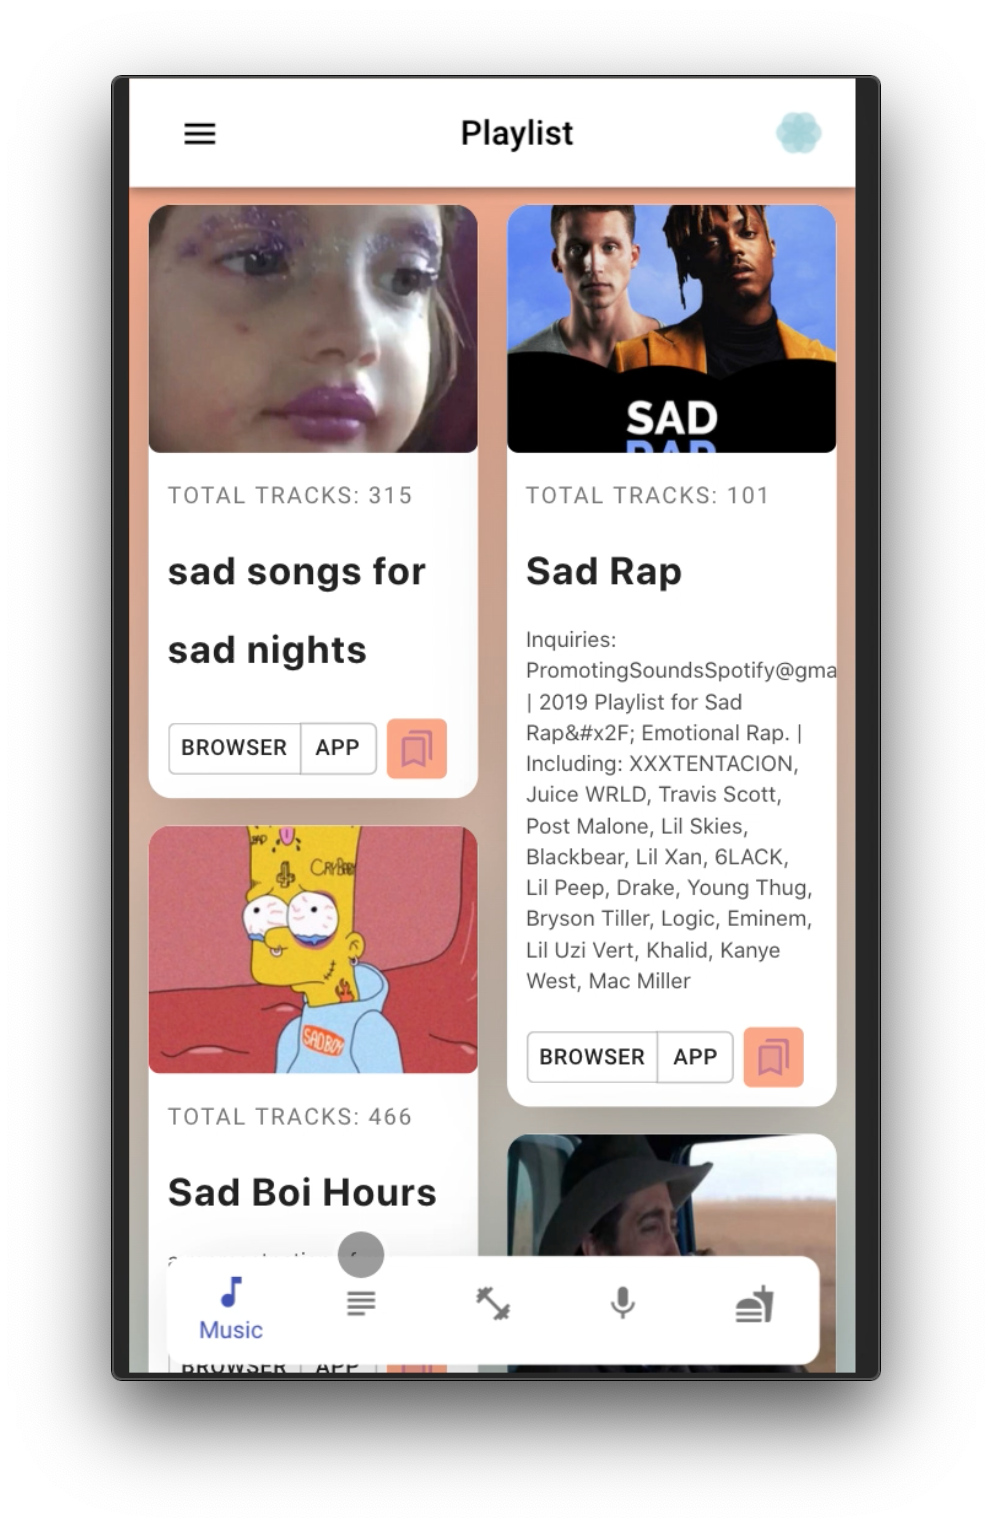 Playlist
TOTAL TRACKS: 315
sad songs for
sad nights
BROWSER APP
CRYBABY
SADBOY
TOTAL TRACKS: 466
Sad Boi Hours
BROWSER APP
SAD
RAP
TOTAL TRACKS: 101
Sad Rap
Inquiries:
PromotingSoundsSpotify@gma
| 2019 Playlist for Sad
Rap&#x2F; Emotional Rap. |
Including: XXXTENTACION,
Juice WRLD, Travis Scott,
Post Malone, Lil Skies,
Blackbear, Lil Xan, 6LACK,
Lil Peep, Drake, Young Thug,
Bryson Tiller, Logic, Eminem,
Lil Uzi Vert, Khalid, Kanye
West, Mac Miller
BROWSER APP
Music